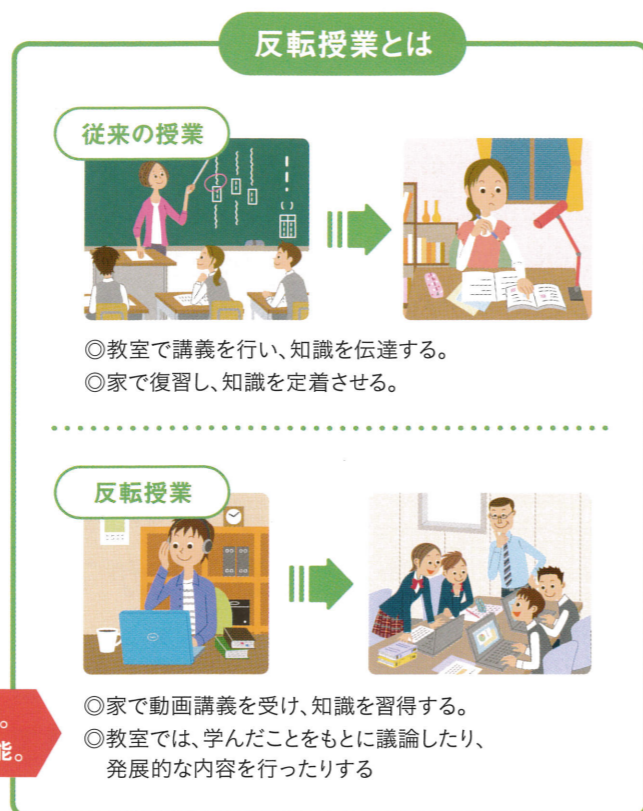 反転授業とは
従来の授業
◎教室で講義を行い、知識を伝達する。
◎家で復習し、知識を定着させる。
反転授業
◎家で動画講義を受け、知識を習得する。
◎教室では、学んだことをもとに議論したり、
発展的な内容を行ったりする
。
能。